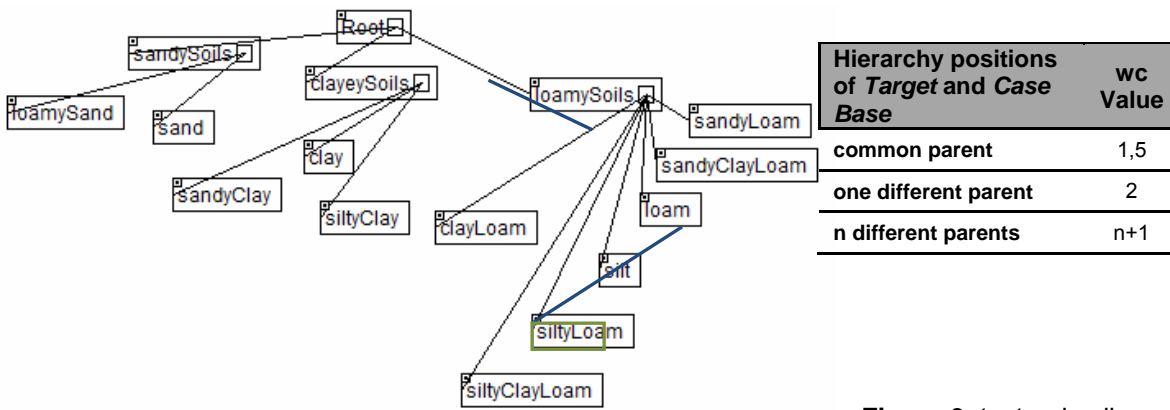 Root
sandySoils
clayeySoils
loamySoils
loamySand
sand
sandyLoam
clay
sandyClayLoam
sandyClay
siltyClay
loam
clayLoam
silt
siltyLoam
siltyClayLoam
Hierarchy positions
of Target and Case
Base
wc
Value
common parent 1,5
one different parent 2
n different parents n+1